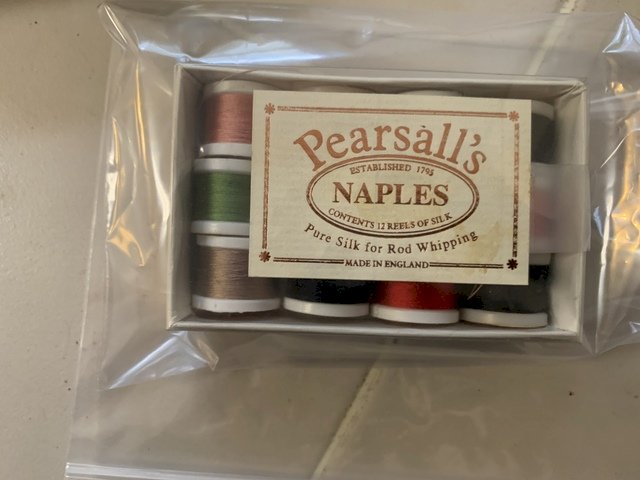 Pearsall's
ESTABLISHED 1795
NAPLES
CONTENTS 12 REELS OF SILK
Pure Silk for Rod Whipping
MADE IN ENGLAND